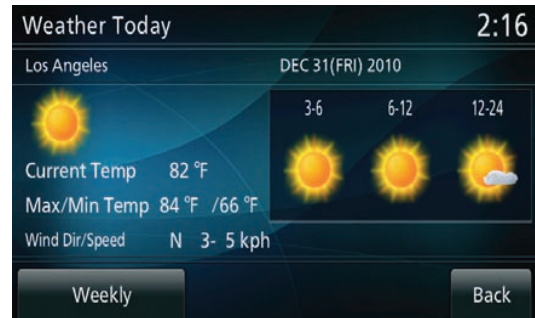 Weather Today 2:16
Los Angeles DEC 31(FRI) 2010
3-6 6-12 12-24
Current Temp 82 °F
Max/Min Temp 84 °F /66 °F
Wind Dir/Speed N 3- 5 kph
Weekly Back